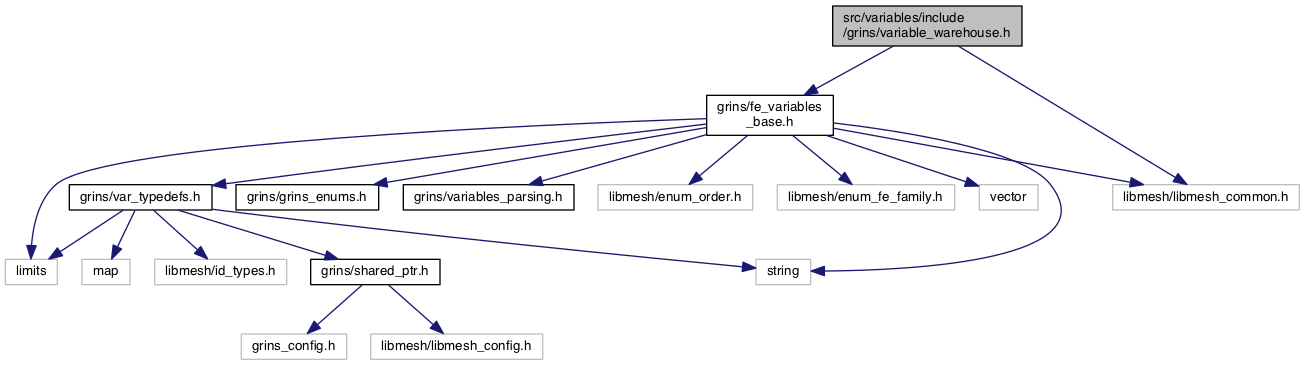 src/variables/include
/grins/variable_warehouse.h
grins/fe_variables
_base.h
grins/var_typedefs.h
grins/grins_enums.h
grins/variables_parsing.h
libmesh/enum_order.h
libmesh/enum_fe_family.h
vector
libmesh/libmesh_common.h
limits
map
libmesh/id_types.h
grins/shared_ptr.h
string
grins_config.h
libmesh/libmesh_config.h